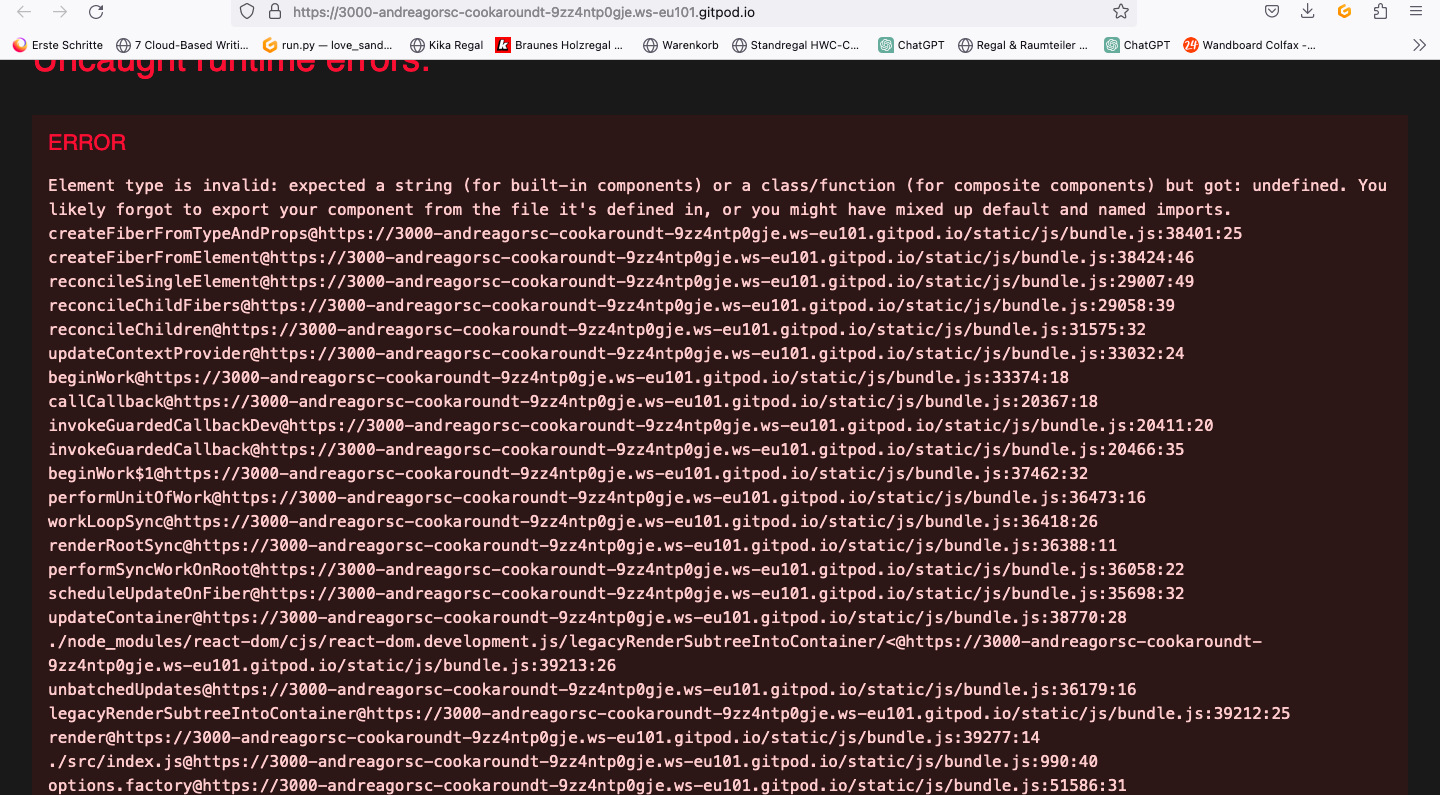 https://3000-andreagorsc-cookaroundt-9zz4ntp0gje.ws-eu101.gitpod.io
Erste Schritte 7 Cloud-Based Writi... run.py — love_sand... Kika Regal Braunes Holzregal ... Warenkorb Standregal HWC-C... ChatGPT Regal & Raumteiler ... ChatGPT 24 Wandboard Colfax -...
Uncaught runtime errors:
ERROR
Element type is invalid: expected a string (for built-in components) or a class/function (for composite components) but got: undefined. You
likely forgot to export your component from the file it's defined in, or you might have mixed up default and named imports.
createFiberFromTypeAndProps@https://3000-andreagorsc-cookaroundt-9zz4ntp0gje.ws-eu101.gitpod.io/static/js/bundle.js:38401:25
createFiberFromElement@https://3000-andreagorsc-cookaroundt-9zz4ntp0gje.ws-eu101.gitpod.io/static/js/bundle.js:38424:46
reconcileSingleElement@https://3000-andreagorsc-cookaroundt-9zz4ntp0gje.ws-eu101.gitpod.io/static/js/bundle.js:29007:49
reconcileChildFibers@https://3000-andreagorsc-cookaroundt-9zz4ntp0gje.ws-eu101.gitpod.io/static/js/bundle.js:29058:39
reconcileChildren@https://3000-andreagorsc-cookaroundt-9zz4ntp0gje.ws-eu101.gitpod.io/static/js/bundle.js:31575:32
updateContextProvider@https://3000-andreagorsc-cookaroundt-9zz4ntp0gje.ws-eu101.gitpod.io/static/js/bundle.js:33032:24
beginWork@https://3000-andreagorsc-cookaroundt-9zz4ntp0gje.ws-eu101.gitpod.io/static/js/bundle.js:33374:18
callCallback@https://3000-andreagorsc-cookaroundt-9zz4ntp0gje.ws-eu101.gitpod.io/static/js/bundle.js:20367:18
invokeGuardedCallbackDev@https://3000-andreagorsc-cookaroundt-9zz4ntp0gje.ws-eu101.gitpod.io/static/js/bundle.js:20411:20
invokeGuardedCallback@https://3000-andreagorsc-cookaroundt-9zz4ntp0gje.ws-eu101.gitpod.io/static/js/bundle.js:20466:35
beginWork$1@https://3000-andreagorsc-cookaroundt-9zz4ntp0gje.ws-eu101.gitpod.io/static/js/bundle.js:37462:32
performUnitOfWork@https://3000-andreagorsc-cookaroundt-9zz4ntp0gje.ws-eu101.gitpod.io/static/js/bundle.js:36473:16
workLoopSync@https://3000-andreagorsc-cookaroundt-9zz4ntp0gje.ws-eu101.gitpod.io/static/js/bundle.js:36418:26
renderRootSync@https://3000-andreagorsc-cookaroundt-9zz4ntp0gje.ws-eu101.gitpod.io/static/js/bundle.js:36388:11
performSyncWorkOnRoot@https://3000-andreagorsc-cookaroundt-9zz4ntp0gje.ws-eu101.gitpod.io/static/js/bundle.js:36058:22
scheduleUpdateOnFiber@https://3000-andreagorsc-cookaroundt-9zz4ntp0gje.ws-eu101.gitpod.io/static/js/bundle.js:35698:32
updateContainer@https://3000-andreagorsc-cookaroundt-9zz4ntp0gje.ws-eu101.gitpod.io/static/js/bundle.js:38770:28
./node_modules/react-dom/cjs/react-dom.development.js/legacyRenderSubtreeIntoContainer/<@https://3000-andreagorsc-cookaroundt-
9zz4ntp0gje.ws-eu101.gitpod.io/static/js/bundle.js:39213:26
unbatchedUpdates@https://3000-andreagorsc-cookaroundt-9zz4ntp0gje.ws-eu101.gitpod.io/static/js/bundle.js:36179:16
legacyRenderSubtreeIntoContainer@https://3000-andreagorsc-cookaroundt-9zz4ntp0gje.ws-eu101.gitpod.io/static/js/bundle.js:39212:25
render@https://3000-andreagorsc-cookaroundt-9zz4ntp0gje.ws-eu101.gitpod.io/static/js/bundle.js:39277:14
./src/index.js@https://3000-andreagorsc-cookaroundt-9zz4ntp0gje.ws-eu101.gitpod.io/static/js/bundle.js:990:40
options.factory@https://3000-andreagorsc-cookaroundt-9zz4ntp0gje.ws-eu101.gitpod.io/static/js/bundle.js:51586:31